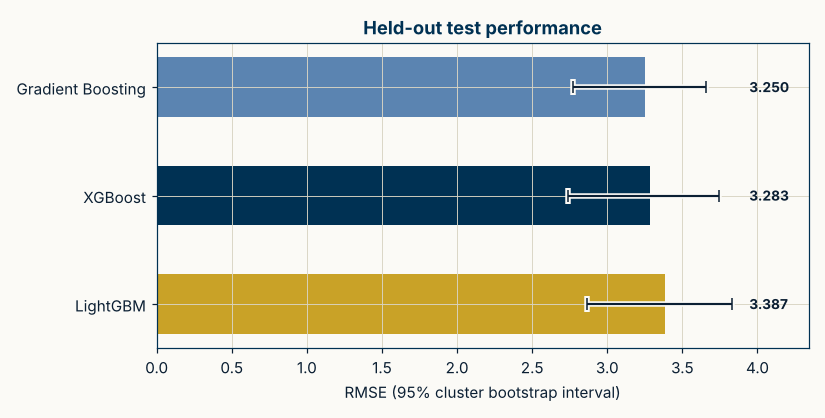 Held-out test performance
Gradient Boosting 3.250
XGBoost 3.283
LightGBM 3.387
0.0 0.5 1.0 1.5 2.0 2.5 3.0 3.5 4.0
RMSE (95% cluster bootstrap interval)